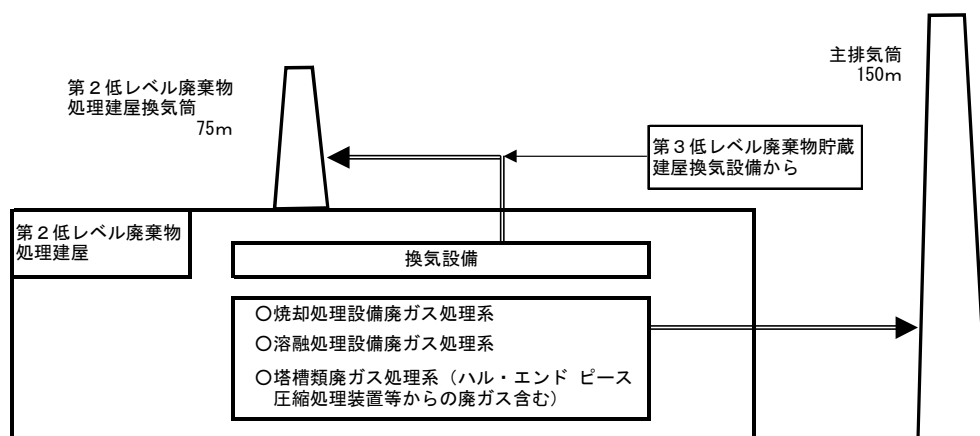 第２低レベル廃棄物
処理建屋換気筒
75m
主排気筒
150m
第３低レベル廃棄物貯蔵
建屋換気設備から
第２低レベル廃棄物
処理建屋
換気設備
○焼却処理設備廃ガス処理系
○溶融処理設備廃ガス処理系
○塔槽類廃ガス処理系（ハル・エンド ピース
圧縮処理装置等からの廃ガス含む）